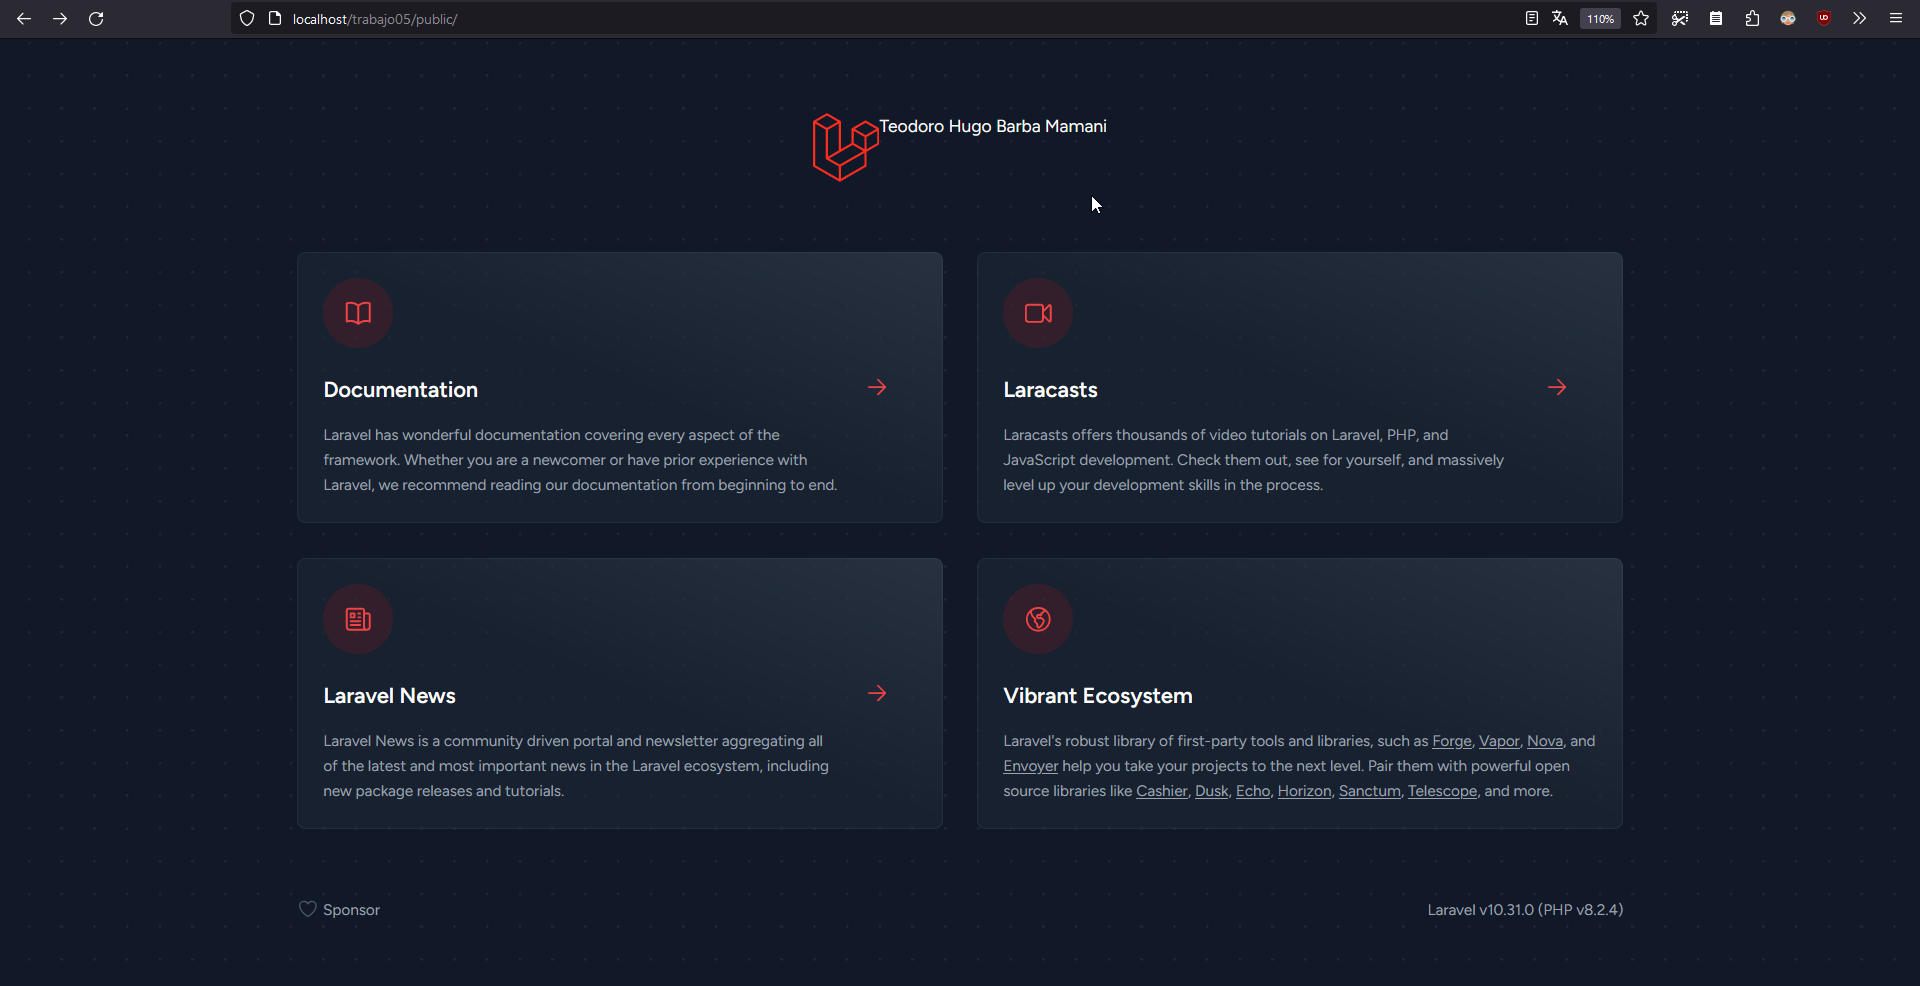 localhost/trabajo05/public/
110%
Teodoro Hugo Barba Mamani
Documentation
Laravel has wonderful documentation covering every aspect of the
framework. Whether you are a newcomer or have prior experience with
Laravel, we recommend reading our documentation from beginning to end.
Laracasts
Laracasts offers thousands of video tutorials on Laravel, PHP, and
JavaScript development. Check them out, see for yourself, and massively
level up your development skills in the process.
Laravel News
Laravel News is a community driven portal and newsletter aggregating all
of the latest and most important news in the Laravel ecosystem, including
new package releases and tutorials.
Vibrant Ecosystem
Laravel's robust library of first-party tools and libraries, such as Forge, Vapor, Nova, and
Envoyer help you take your projects to the next level. Pair them with powerful open
source libraries like Cashier, Dusk, Echo, Horizon, Sanctum, Telescope, and more.
Sponsor
Laravel v10.31.0 (PHP v8.2.4)